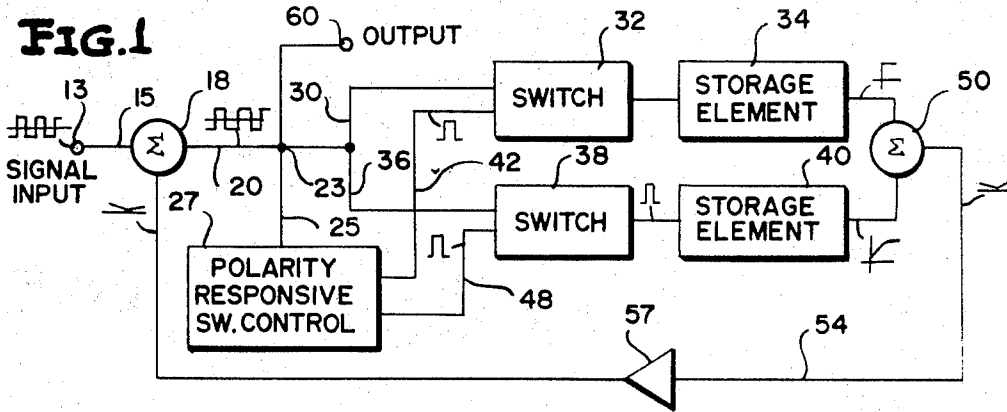 FIG.1
60
OUTPUT
32
34
13
15
18
SWITCH
STORAGE
ELEMENT
50
Σ
30
Σ
SIGNAL
INPUT
20
23
36
42
38
40
27
25
SWITCH
STORAGE
ELEMENT
POLARITY
RESPONSIVE
SW. CONTROL
48
57
54